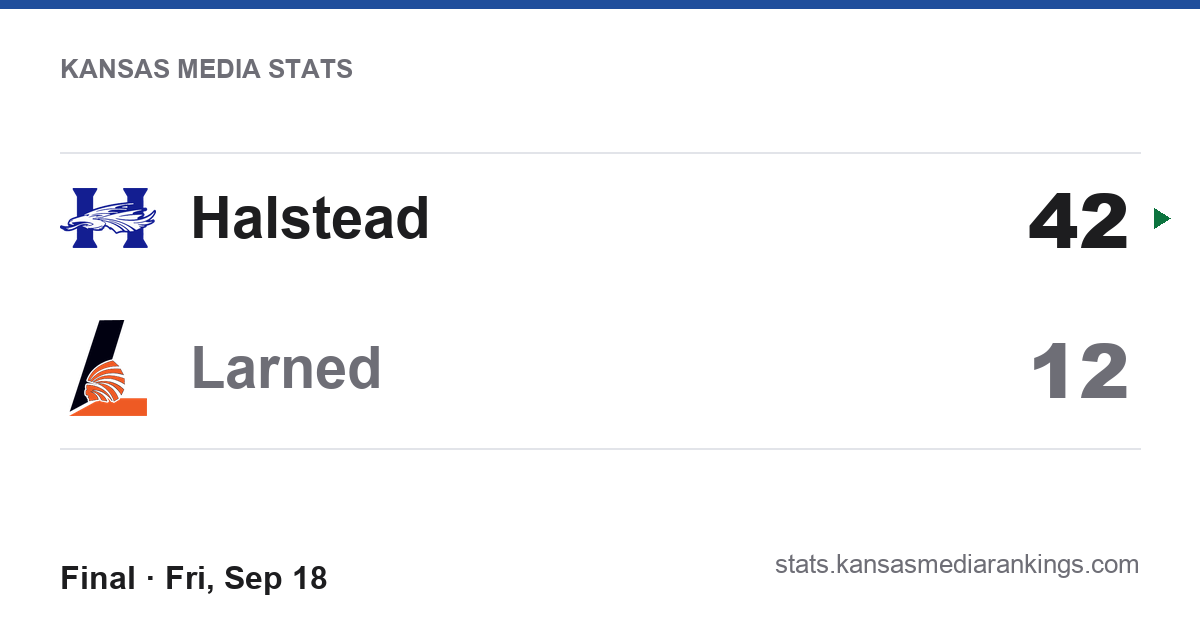 KANSAS MEDIA STATS
H Halstead 42
L Larned 12
Final · Fri, Sep 18
stats.kansasmediarankings.com